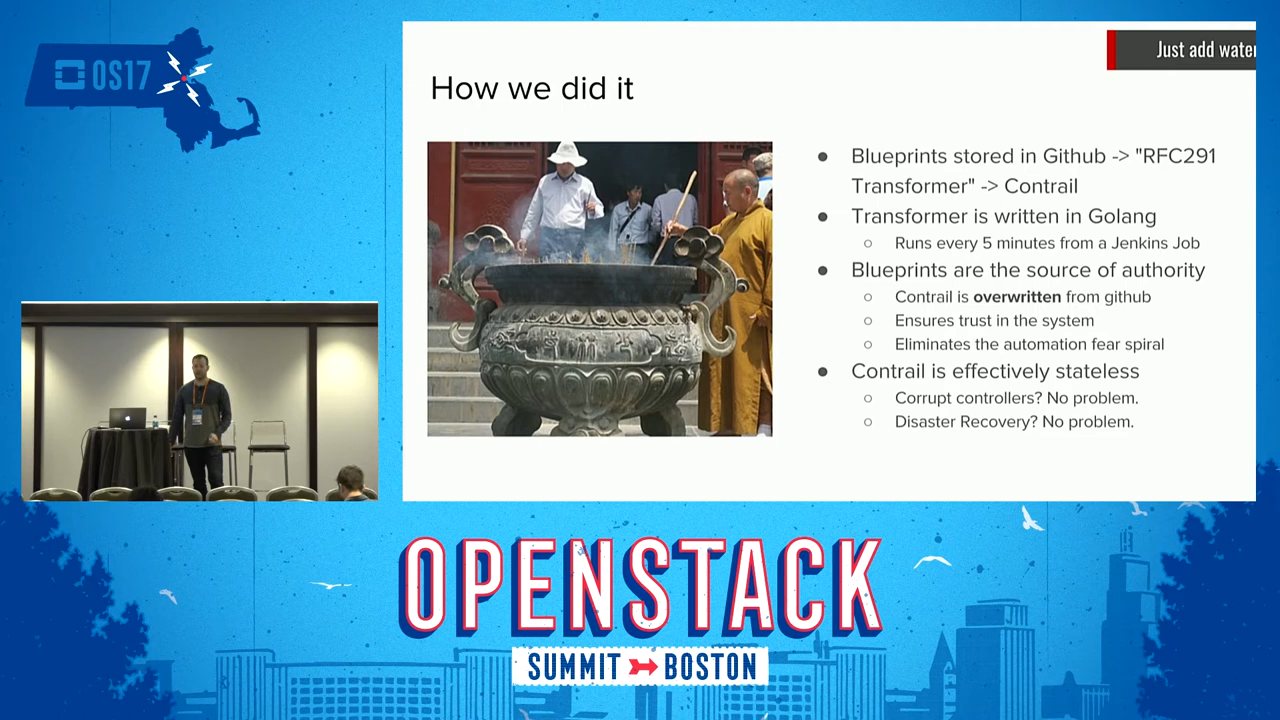 OS17
Just add water
How we did it
Blueprints stored in Github -> "RFC291
Transformer" -> Contrail
Transformer is written in Golang
Runs every 5 minutes from a Jenkins Job
Blueprints are the source of authority
Contrail is overwritten from github
Ensures trust in the system
Eliminates the automation fear spiral
Contrail is effectively stateless
Corrupt controllers? No problem.
Disaster Recovery? No problem.
OPENSTACK
SUMMIT BOSTON